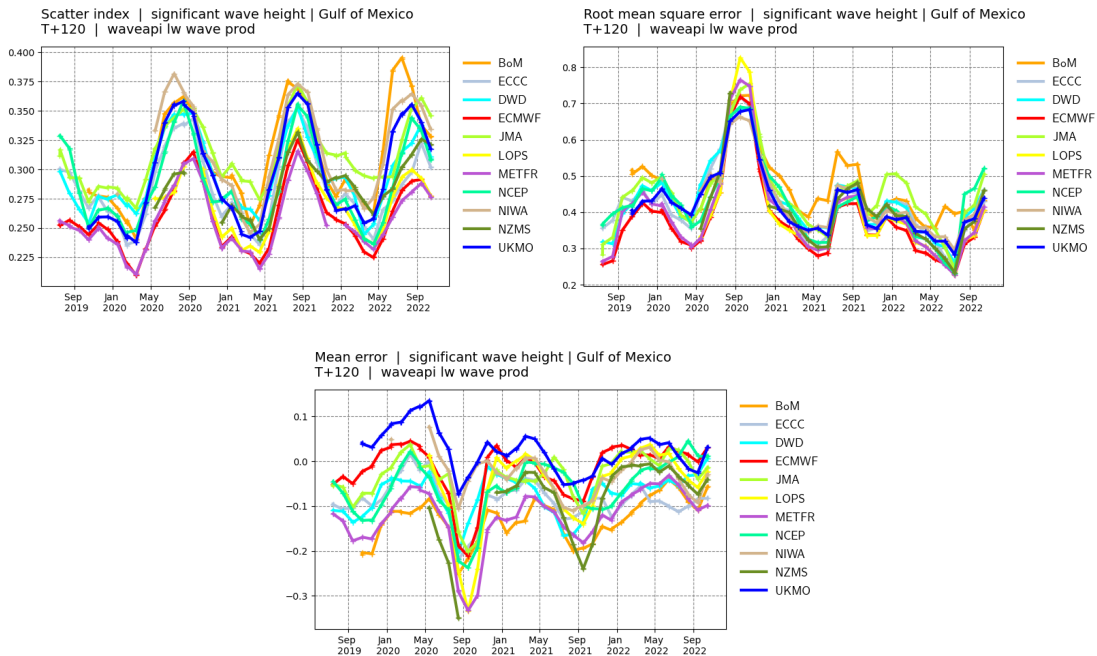 Scatter index | significant wave height | Gulf of Mexico
T+120 | waveapi lw wave prod
0.400
0.375
0.350
0.325
0.300
0.275
0.250
0.225
Sep Jan May Sep Jan May Sep Jan May Sep
2019 2020 2020 2020 2021 2021 2021 2022 2022 2022
BoM
ECCC
DWD
ECMWF
JMA
LOPS
METFR
NCEP
NIWA
NZMS
UKMO
Root mean square error | significant wave height | Gulf of Mexico
T+120 | waveapi lw wave prod
0.8
0.7
0.6
0.5
0.4
0.3
0.2
Sep Jan May Sep Jan May Sep Jan May Sep
2019 2020 2020 2020 2021 2021 2021 2022 2022 2022
BoM
ECCC
DWD
ECMWF
JMA
LOPS
METFR
NCEP
NIWA
NZMS
UKMO
Mean error | significant wave height | Gulf of Mexico
T+120 | waveapi lw wave prod
0.1
0.0
−0.1
−0.2
−0.3
Sep Jan May Sep Jan May Sep Jan May Sep
2019 2020 2020 2020 2021 2021 2021 2022 2022 2022
BoM
ECCC
DWD
ECMWF
JMA
LOPS
METFR
NCEP
NIWA
NZMS
UKMO